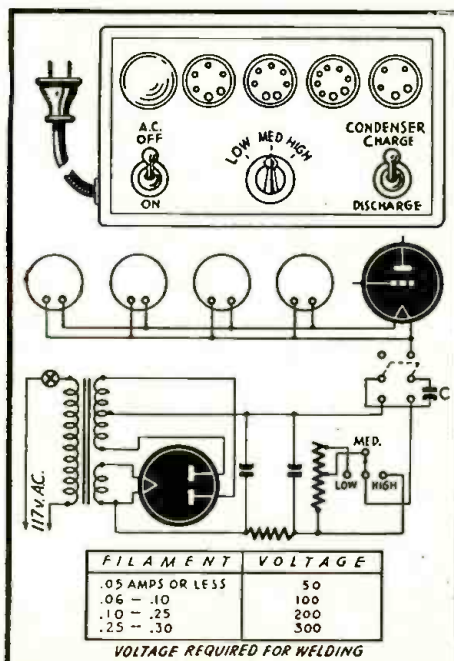 A.C.
OFF
ON
LOW MED HIGH
CONDENSER
CHARGE
DISCHARGE
C
117 v. A.C.
MED.
LOW HIGH
FILAMENT VOLTAGE
.05 AMPS OR LESS 50
.06 - .10 100
.10 - .25 200
.25 - .30 300
VOLTAGE REQUIRED FOR WELDING